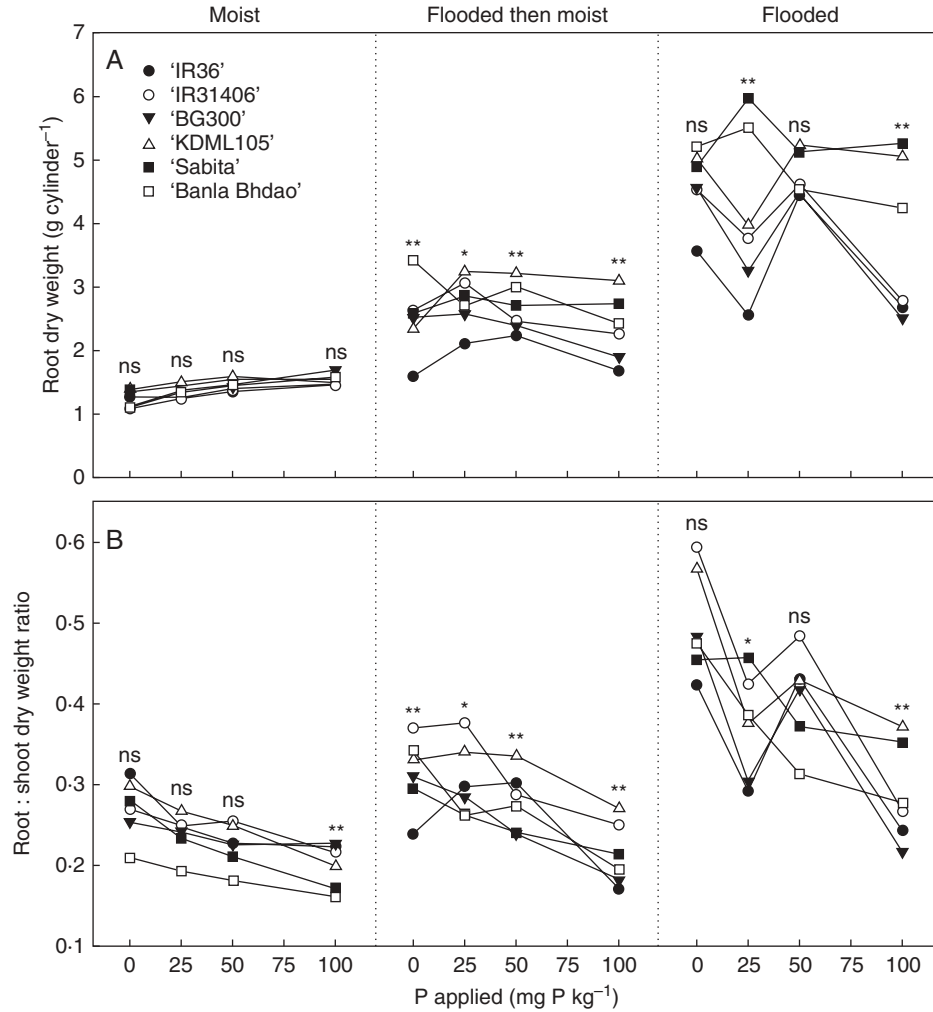 Moist Flooded then moist Flooded
A
Root dry weight (g cylinder⁻¹)
7
6
5
4
3
2
1
0
‘IR36’
‘IR31406’
‘BG300’
‘KDML105’
‘Sabita’
‘Banla Bhdao’
ns ns ns ns
** * ** **
ns ** ns **
B
Root : shoot dry weight ratio
0·6
0·5
0·4
0·3
0·2
0·1
ns ns ns **
** * ** **
ns * ns **
0 25 50 75 100 0 25 50 75 100 0 25 50 75 100
P applied (mg P kg⁻¹)